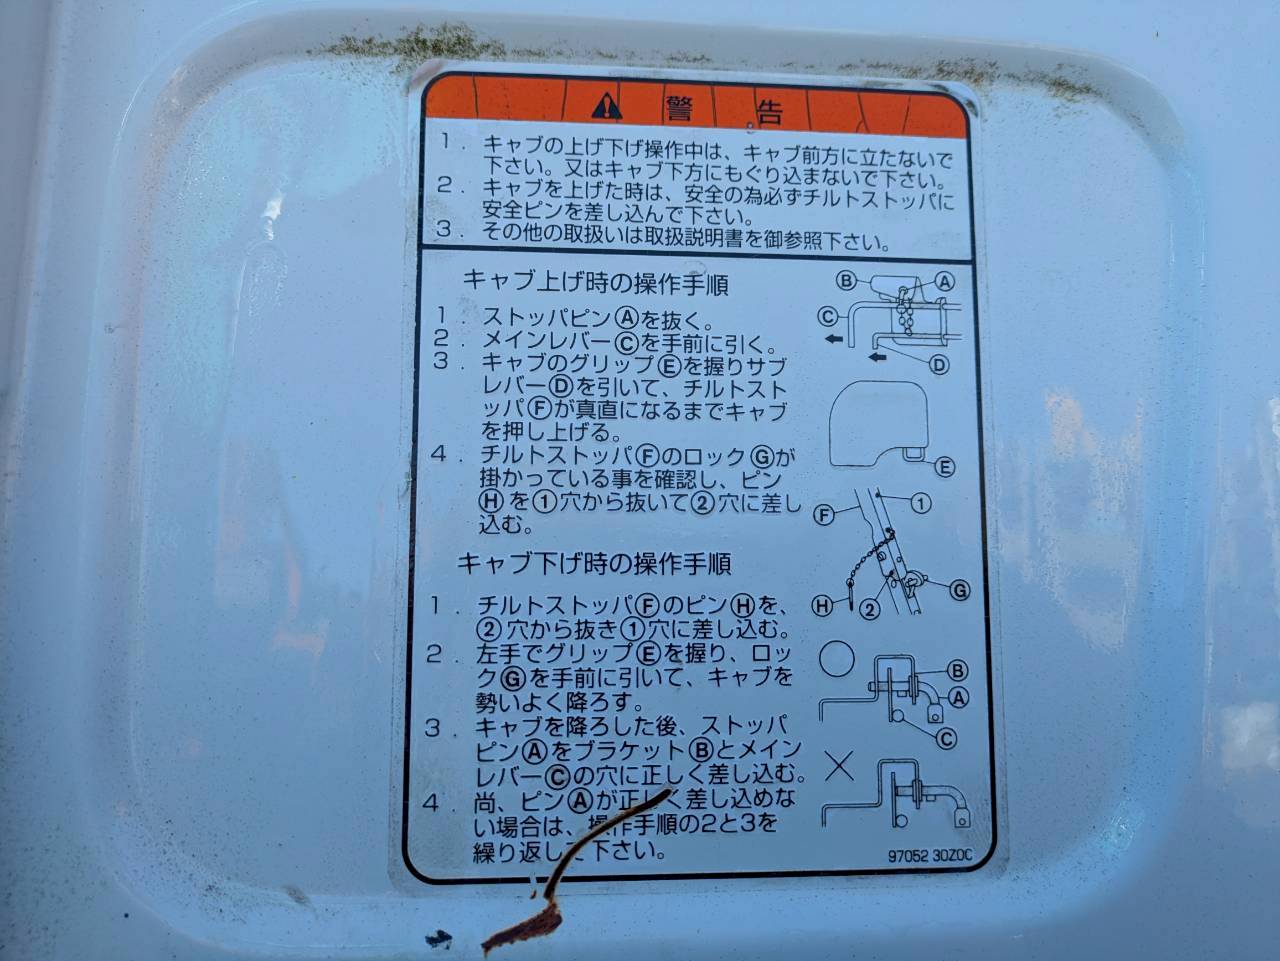 ⚠ 警告
1. キャブの上げ下げ操作中は、キャブ前方に立たないで
下さい。又はキャブ下方にもぐり込まないで下さい。
2. キャブを上げた時は、安全の為必ずチルトストッパに
安全ピンを差し込んで下さい。
3. その他の取扱いは取扱説明書を御参照下さい。
キャブ上げ時の操作手順
1. ストッパピンⒶを抜く。
2. メインレバーⒸを手前に引く。
3. キャブのグリップⒺを握りサブ
レバーⒹを引いて、チルトスト
ッパⒻが真直になるまでキャブ
を押し上げる。
4. チルトストッパⒻのロックⒼが
掛かっている事を確認し、ピン
Ⓗを①穴から抜いて②穴に差し
込む。
Ⓑ Ⓐ
Ⓒ
Ⓓ
Ⓔ
Ⓕ ①
Ⓖ
Ⓗ ②
キャブ下げ時の操作手順
1. チルトストッパⒻのピンⒽを、
②穴から抜き①穴に差し込む。
2. 左手でグリップⒺを握り、ロッ
クⒼを手前に引いて、キャブを
勢いよく降ろす。
3. キャブを降ろした後、ストッパ
ピンⒶをブラケットⒷとメイン
レバーⒸの穴に正しく差し込む。
4. 尚、ピンⒶが正しく差し込めな
い場合は、操作手順の2と3を
繰り返して下さい。
○ Ⓑ
Ⓐ
Ⓒ
×
97052 30Z0C